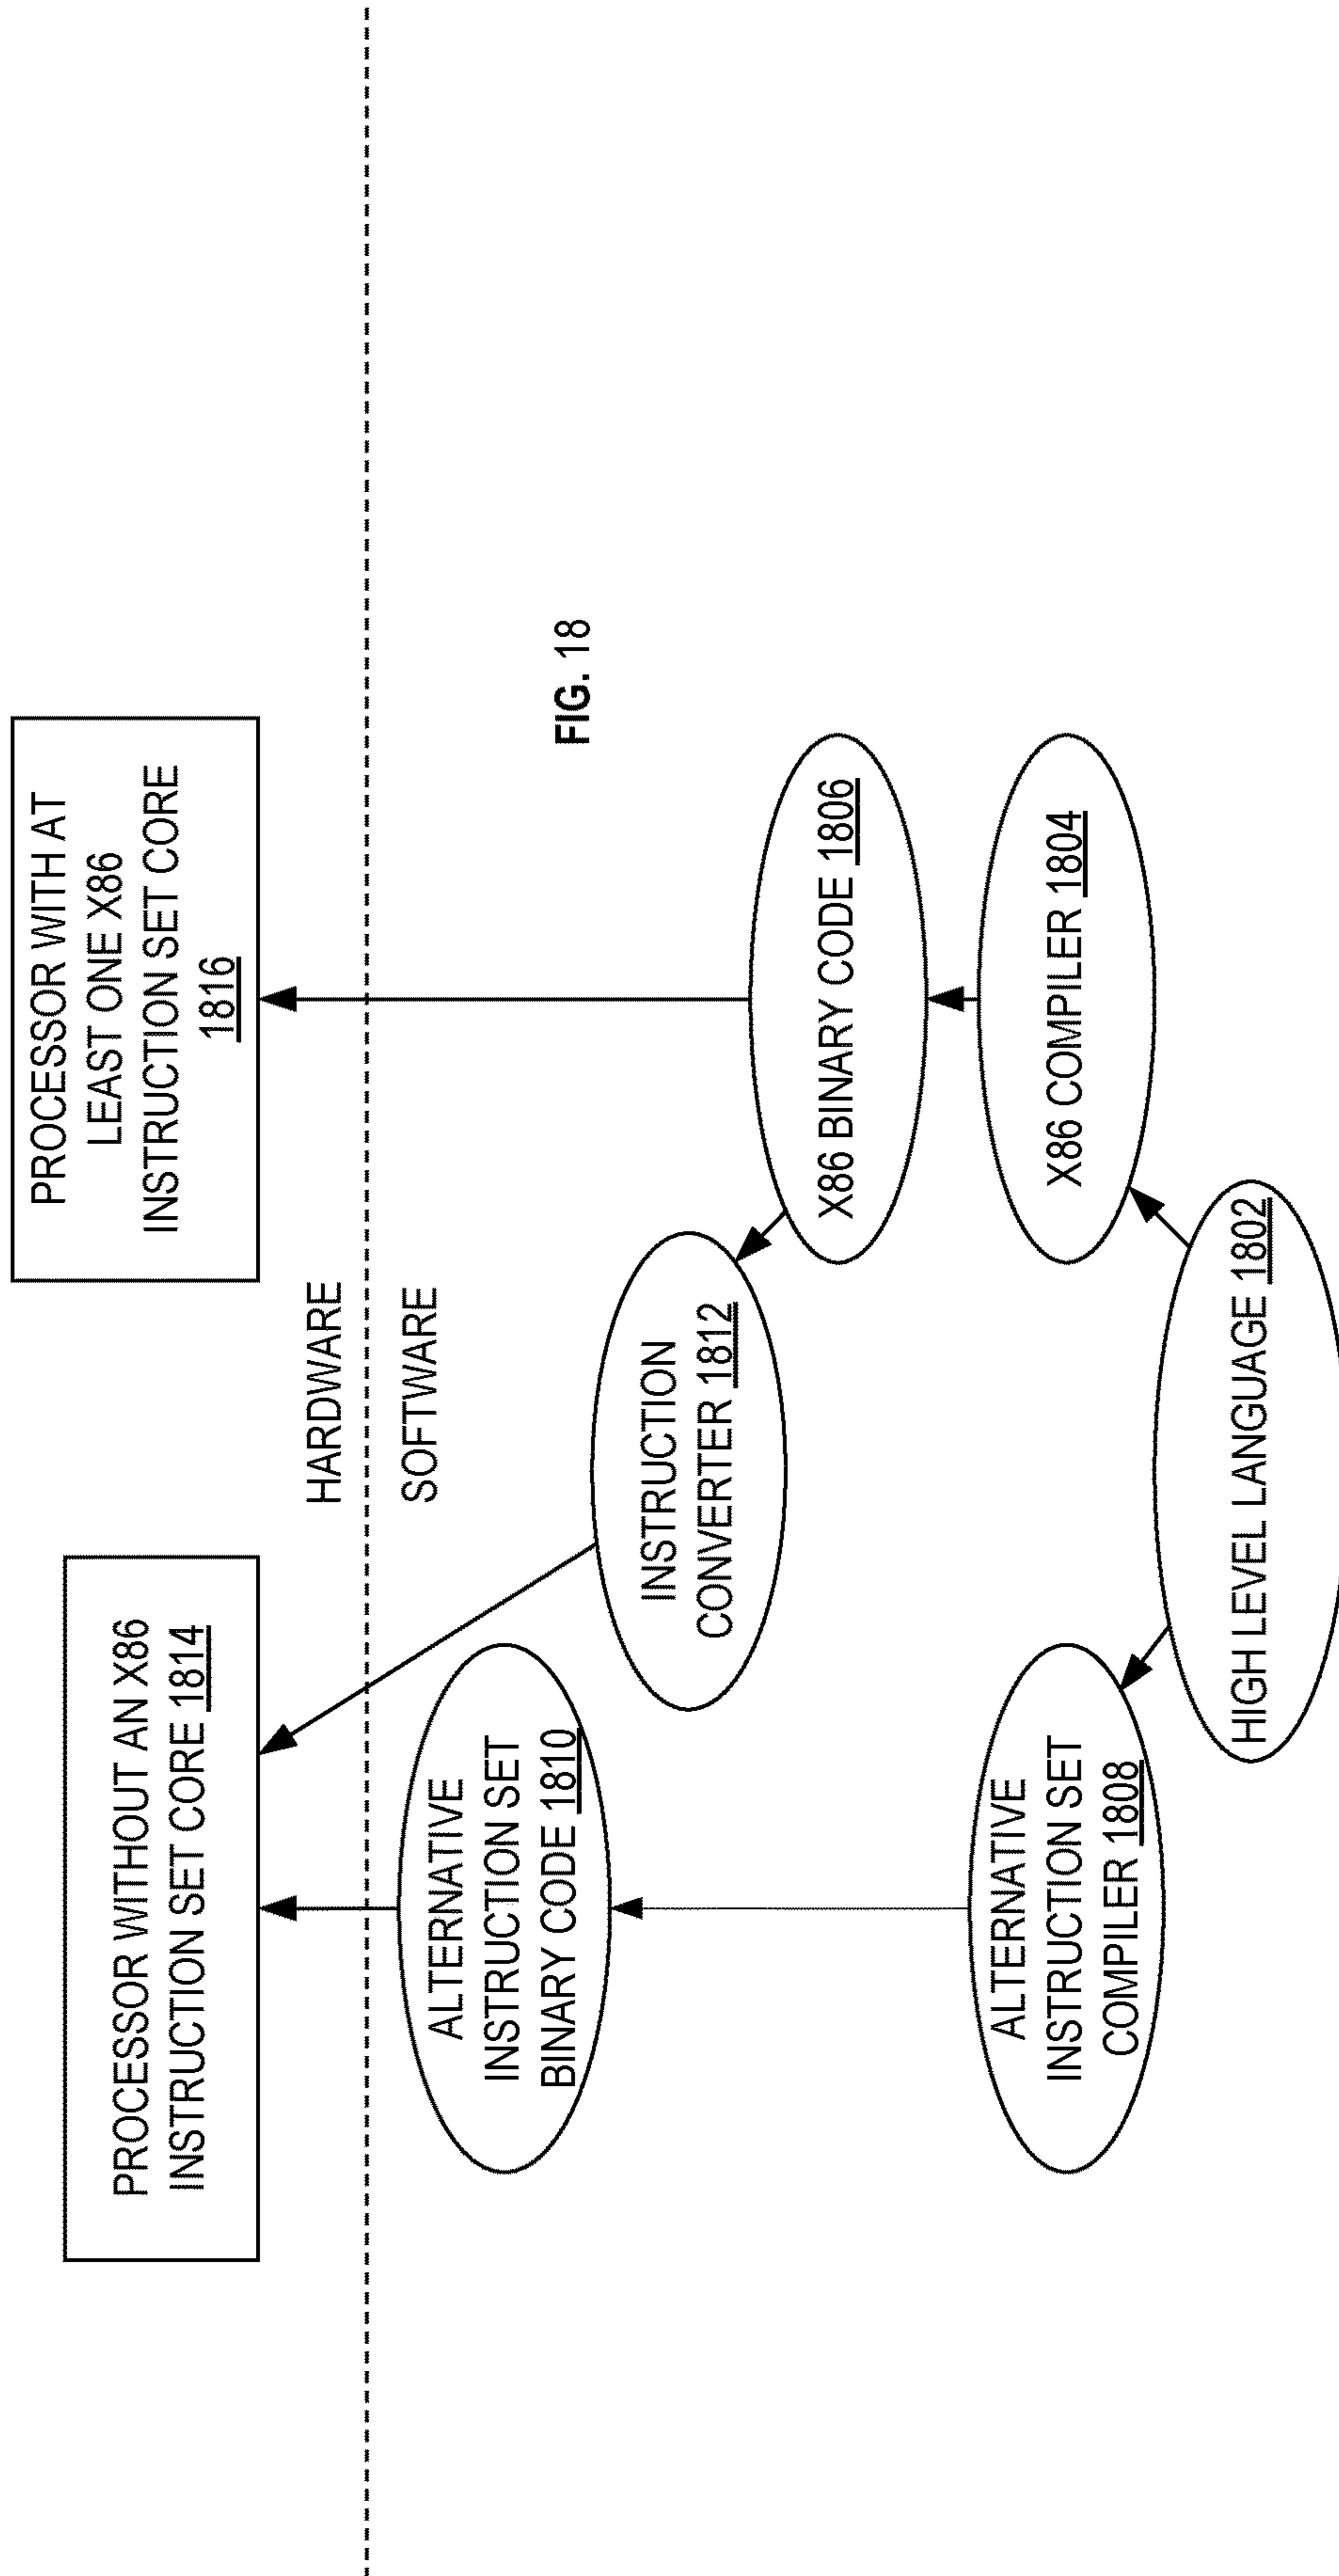 PROCESSOR WITHOUT AN X86
INSTRUCTION SET CORE 1814
PROCESSOR WITH AT
LEAST ONE X86
INSTRUCTION SET CORE
1816
HARDWARE
SOFTWARE
ALTERNATIVE
INSTRUCTION SET
BINARY CODE 1810
FIG. 18
INSTRUCTION
CONVERTER 1812
X86 BINARY CODE 1806
ALTERNATIVE
INSTRUCTION SET
COMPILER 1808
X86 COMPILER 1804
HIGH LEVEL LANGUAGE 1802